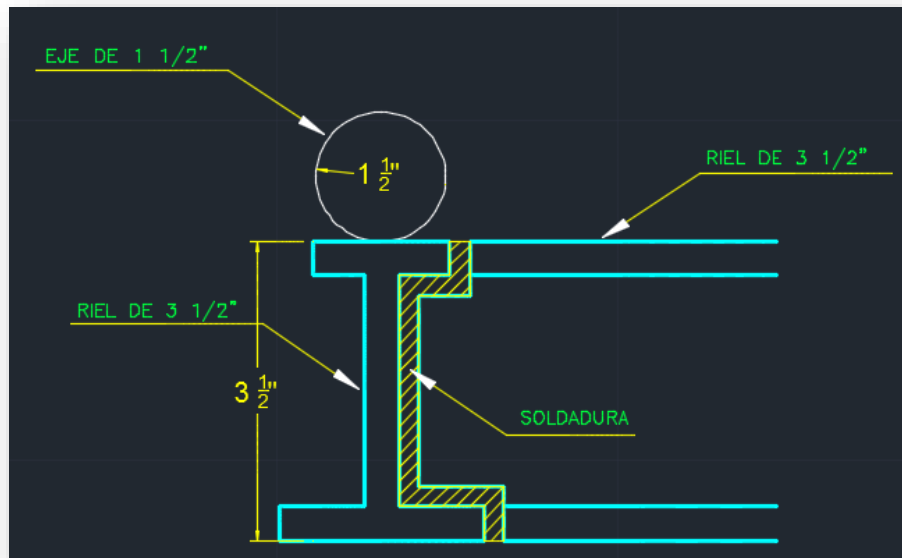 EJE DE 1 1/2"
1 1/2"
RIEL DE 3 1/2"
RIEL DE 3 1/2"
3 1/2"
SOLDADURA